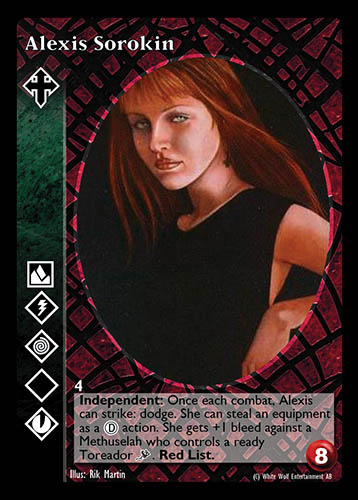 Alexis Sorokin
4
Independent: Once each combat, Alexis
can strike: dodge. She can steal an equipment
as a D action. She gets +1 bleed against a
Methuselah who controls a ready
Toreador. Red List.
8
Illus: Rik Martin
(C) White Wolf Entertainment AB